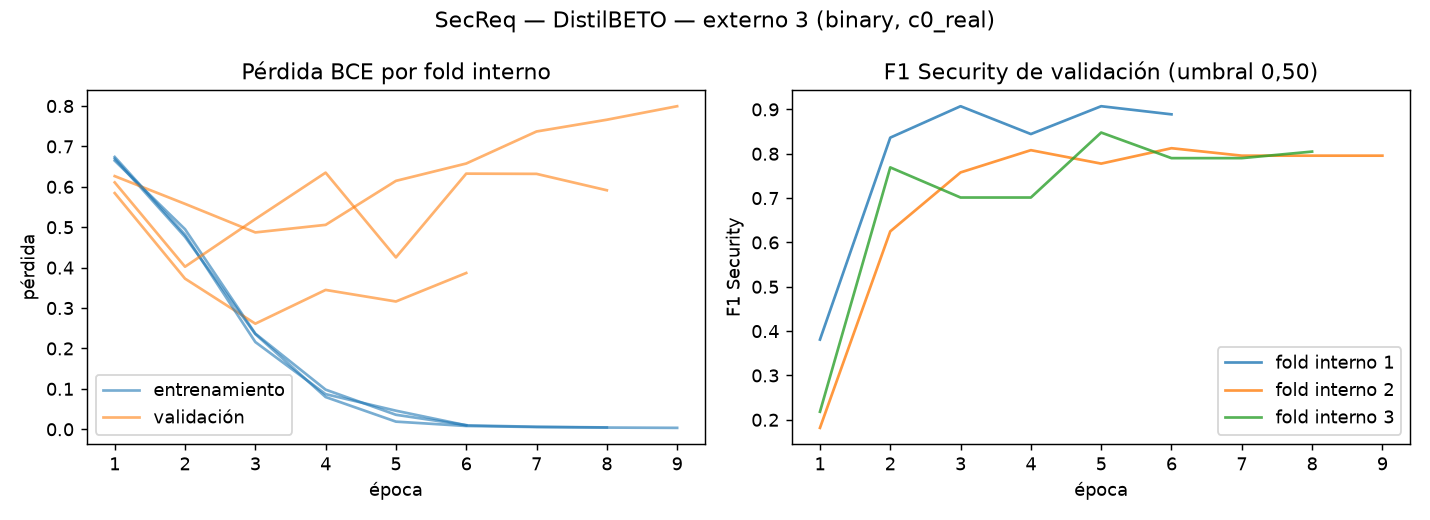 SecReq — DistilBETO — externo 3 (binary, c0_real)
Pérdida BCE por fold interno
pérdida
0.8
0.7
0.6
0.5
0.4
0.3
0.2
0.1
0.0
entrenamiento
validación
1 2 3 4 5 6 7 8 9
época
F1 Security de validación (umbral 0,50)
F1 Security
0.9
0.8
0.7
0.6
0.5
0.4
0.3
0.2
fold interno 1
fold interno 2
fold interno 3
1 2 3 4 5 6 7 8 9
época